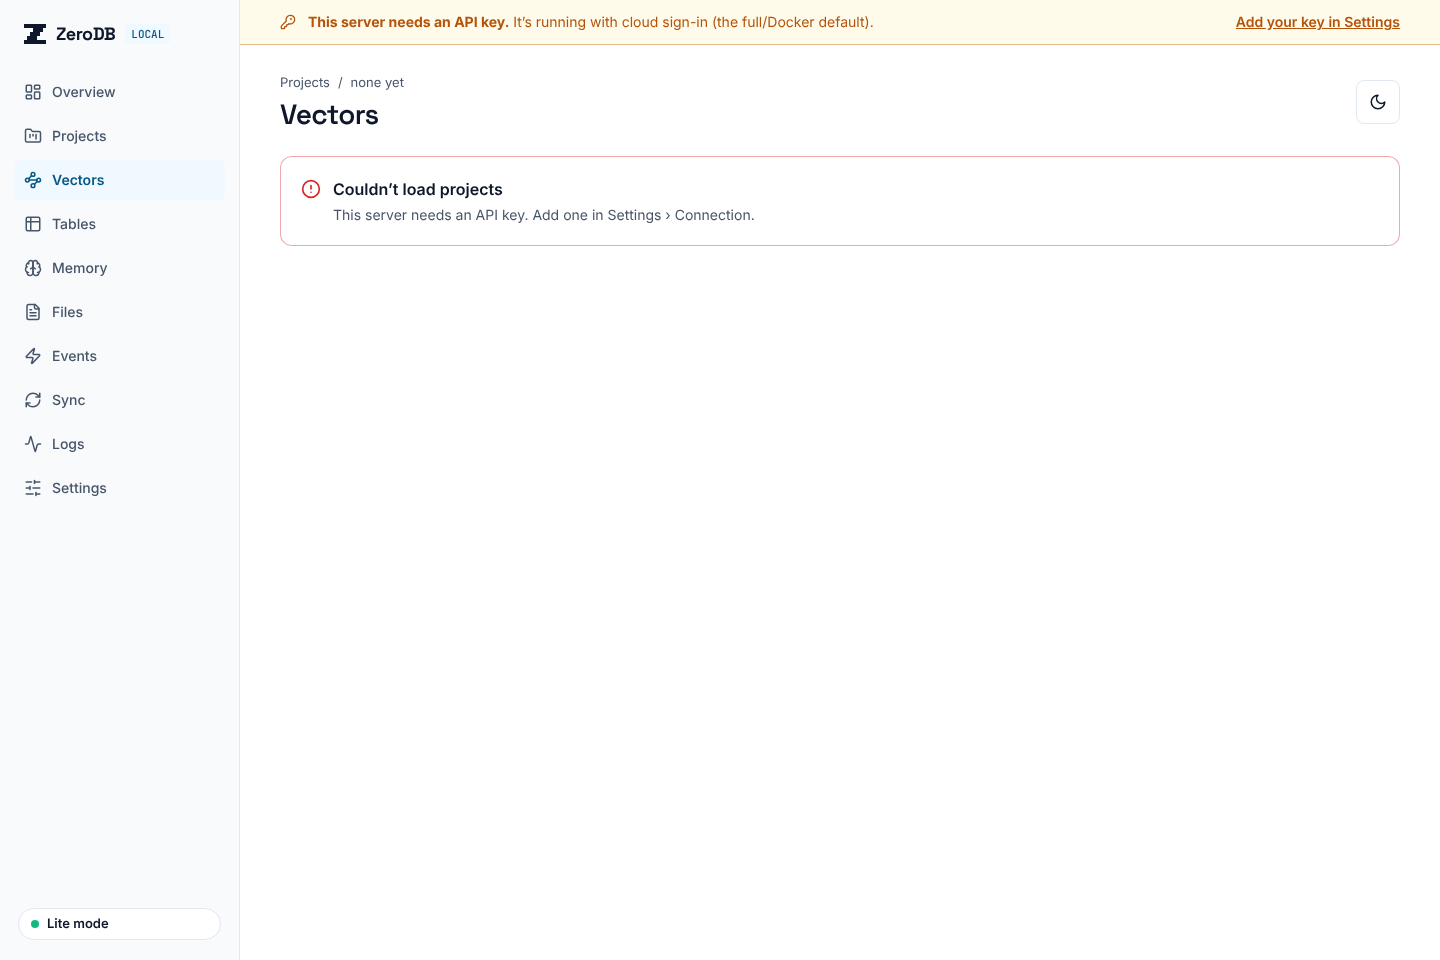 ZeroDB LOCAL
Overview
Projects
Vectors
Tables
Memory
Files
Events
Sync
Logs
Settings
Lite mode
This server needs an API key. It’s running with cloud sign-in (the full/Docker default).
Add your key in Settings
Projects / none yet
Vectors
Couldn’t load projects
This server needs an API key. Add one in Settings › Connection.